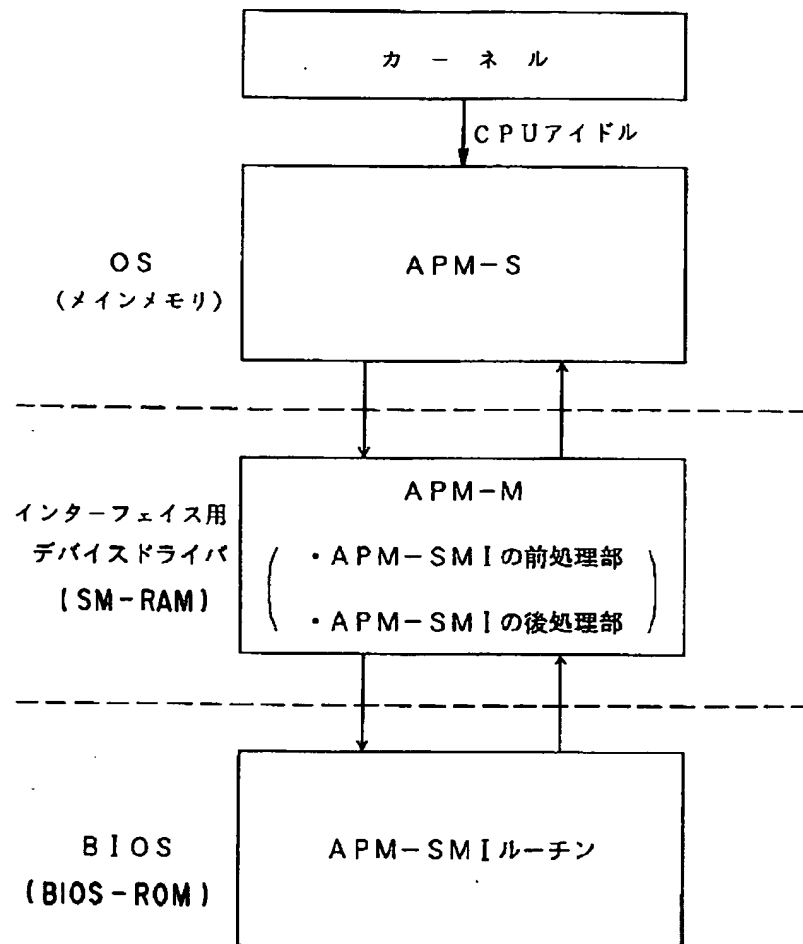 カーネル
CPUアイドル
APM-S
OS
(メインメモリ)
APM-M
インターフェイス用
デバイスドライバ
(SM-RAM)
・APM-SMIの前処理部
・APM-SMIの後処理部
APM-SMIルーチン
BIOS
(BIOS-ROM)